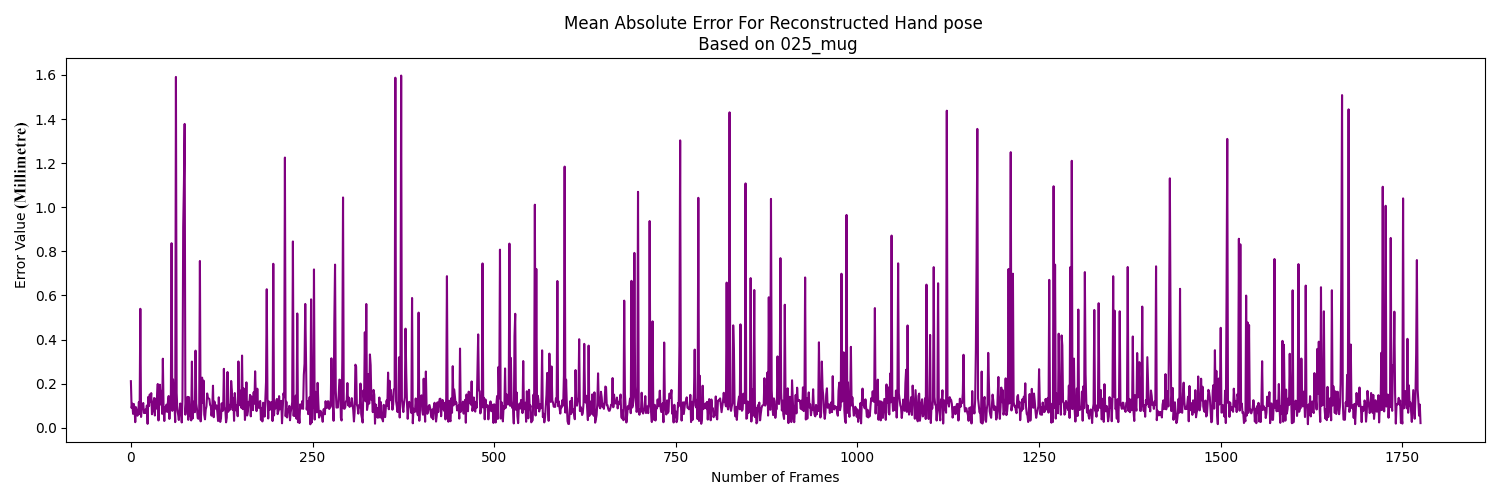 Mean Absolute Error For Reconstructed Hand pose
Based on 025_mug
Error Value (Millimetre)
1.6
1.4
1.2
1.0
0.8
0.6
0.4
0.2
0.0
0 250 500 750 1000 1250 1500 1750
Number of Frames